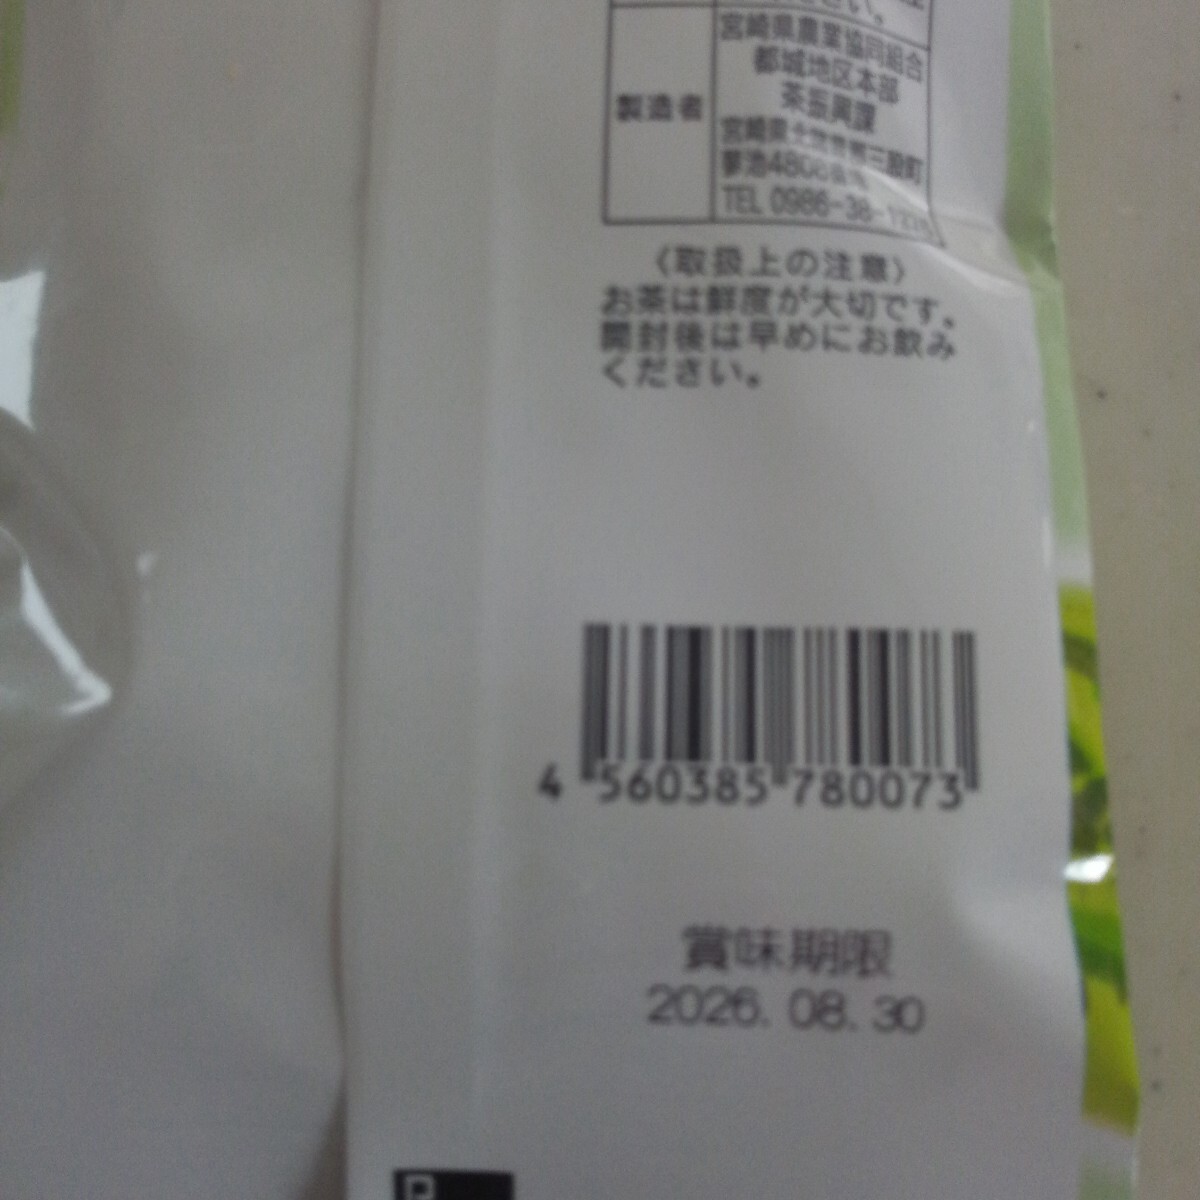 ださい。
製造者
宮崎県農業協同組合
都城地区本部
茶振興課
TEL 0986-38-
〈取扱上の注意〉
お茶は鮮度が大切です。
開封後は早めにお飲み
ください。
4 560385 780073
賞味期限
2026. 08. 30
P